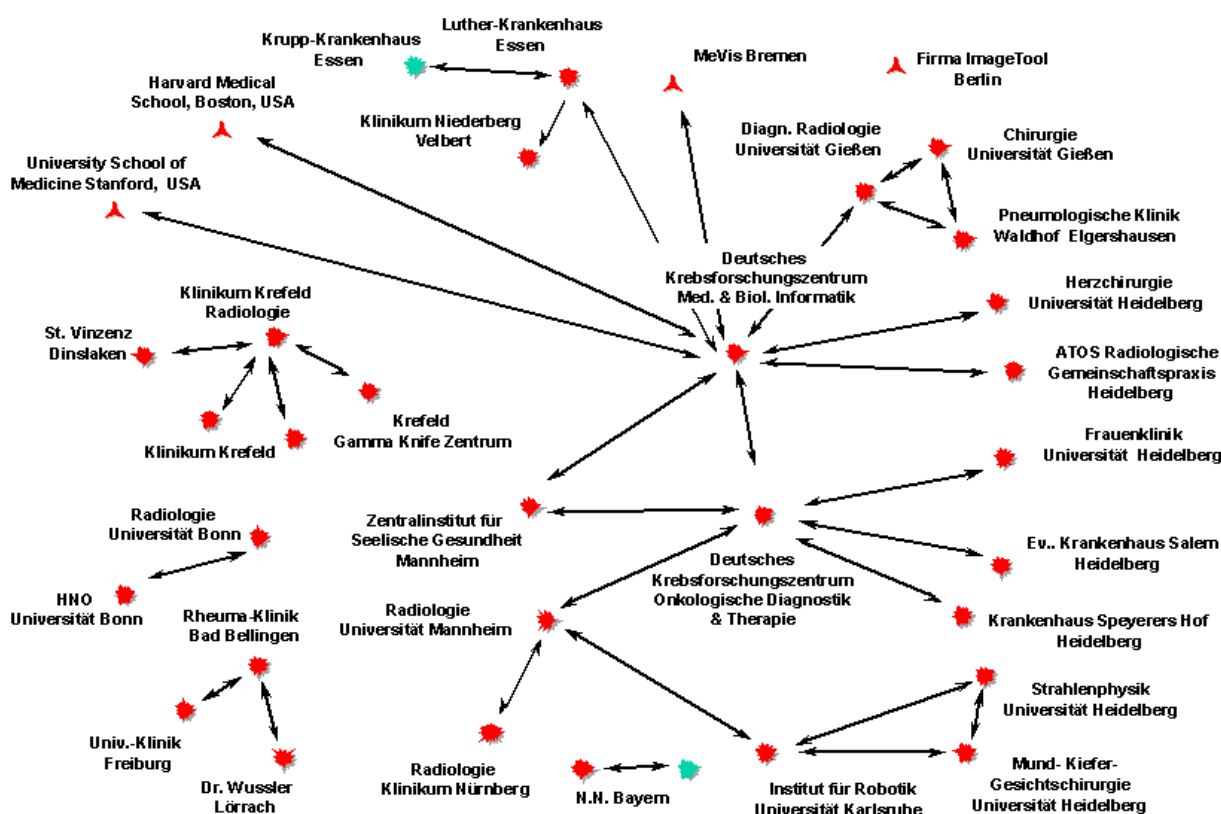 Luther-Krankenhaus
Essen
Krupp-Krankenhaus
Essen
MeVis Bremen
Firma ImageTool
Berlin
Harvard Medical
School, Boston, USA
Klinikum Niederberg
Velbert
Diagn. Radiologie
Universität Gießen
Chirurgie
Universität Gießen
University School of
Medicine Stanford, USA
Pneumologische Klinik
Waldhof Elgershausen
Deutsches
Krebsforschungszentrum
Med. & Biol. Informatik
Klinikum Krefeld
Radiologie
Herzchirurgie
Universität Heidelberg
St. Vinzenz
Dinslaken
ATOS Radiologische
Gemeinschaftspraxis
Heidelberg
Krefeld
Gamma Knife Zentrum
Klinikum Krefeld
Frauenklinik
Universität Heidelberg
Radiologie
Universität Bonn
Zentralinstitut für
Seelische Gesundheit
Mannheim
Deutsches
Krebsforschungszentrum
Onkologische Diagnostik
& Therapie
Ev.. Krankenhaus Salem
Heidelberg
HNO
Universität Bonn
Rheuma-Klinik
Bad Bellingen
Radiologie
Universität Mannheim
Krankenhaus Speyerers Hof
Heidelberg
Strahlenphysik
Universität Heidelberg
Univ.-Klinik
Freiburg
Dr. Wussler
Lörrach
Radiologie
Klinikum Nürnberg
N.N. Bayern
Institut für Robotik
Universität Karlsruhe
Mund- Kiefer-
Gesichtschirurgie
Universität Heidelberg